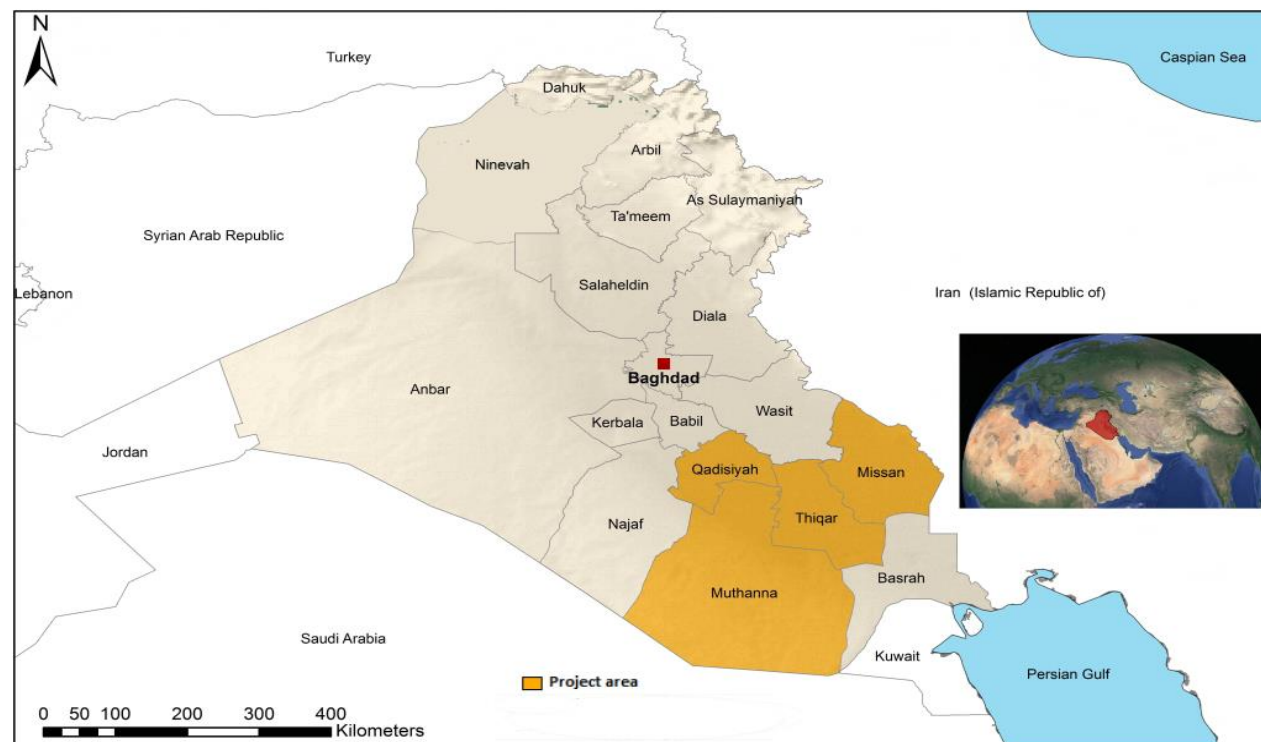 N
Turkey
Caspian Sea
Dahuk
Arbil
Ninevah
As Sulaymaniyah
Ta'meem
Syrian Arab Republic
Salaheldin
Lebanon
Iran (Islamic Republic of)
Diala
Baghdad
Anbar
Wasit
Kerbala
Babil
Jordan
Qadisiyah
Missan
Thiqar
Najaf
Basrah
Muthanna
Saudi Arabia
Kuwait
Persian Gulf
Project area
0 50 100 200 300 400
Kilometers